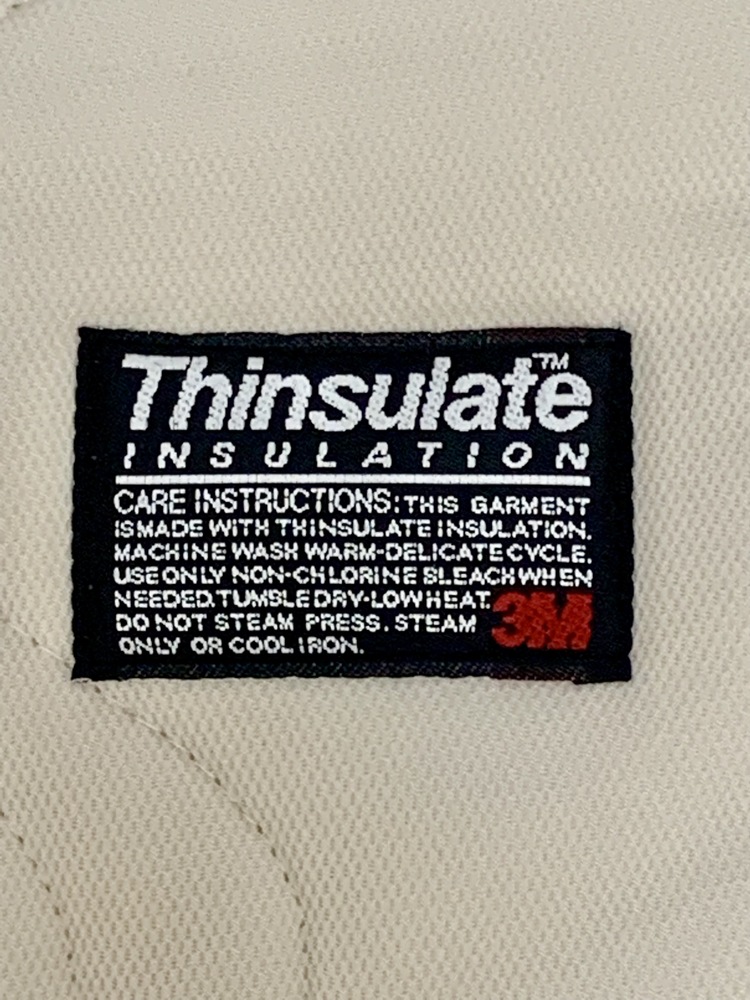 Thinsulate™
INSULATION
CARE INSTRUCTIONS: THIS GARMENT
IS MADE WITH THINSULATE INSULATION.
MACHINE WASH WARM-DELICATE CYCLE.
USE ONLY NON-CHLORINE BLEACH WHEN
NEEDED. TUMBLE DRY-LOW HEAT.
DO NOT STEAM PRESS. STEAM
ONLY OR COOL IRON.
3M